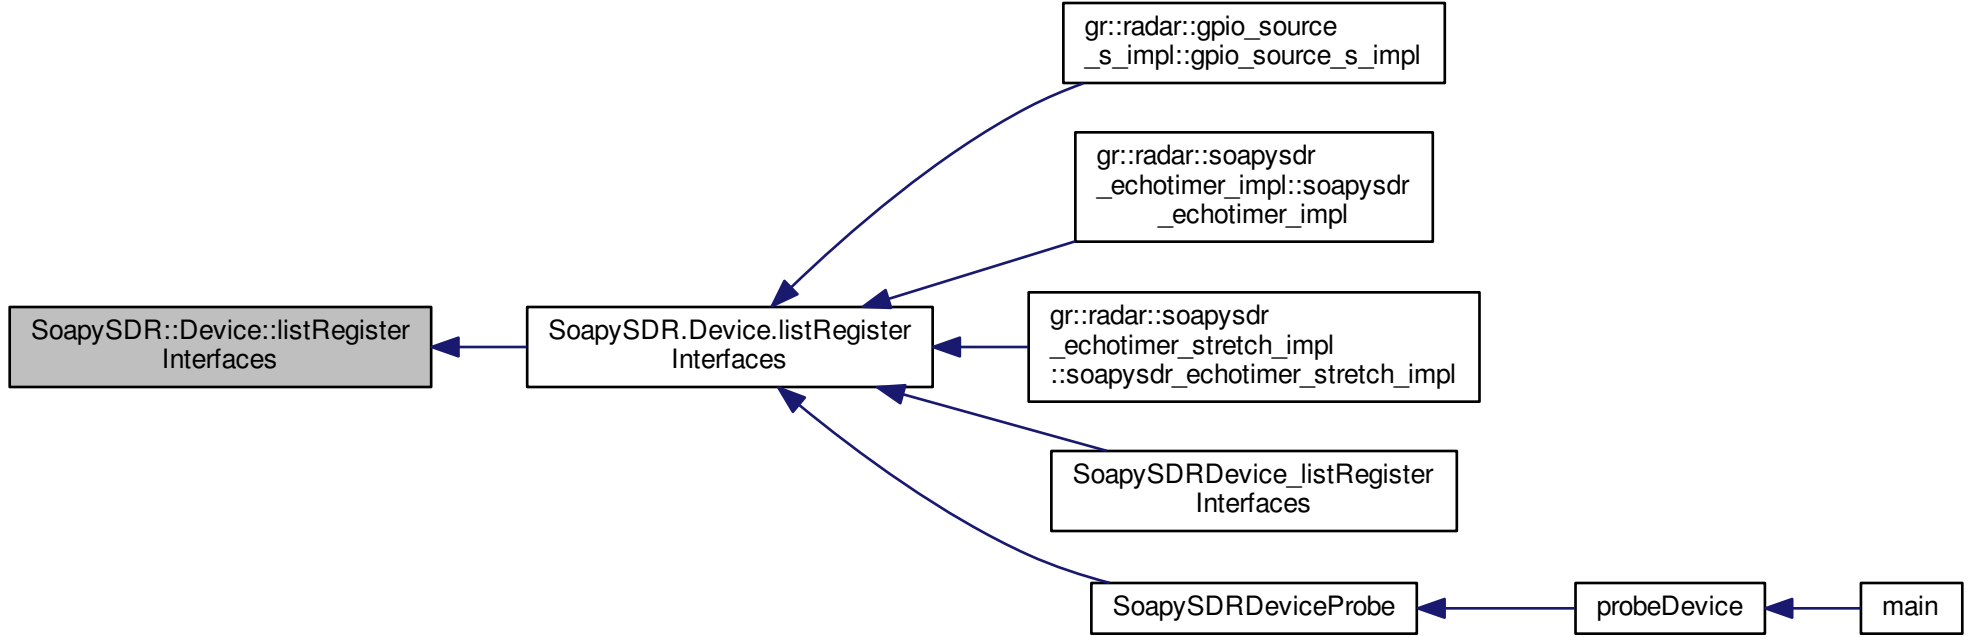 gr::radar::gpio_source
_s_impl::gpio_source_s_impl
gr::radar::soapysdr
_echotimer_impl::soapysdr
_echotimer_impl
SoapySDR::Device::listRegister
Interfaces
SoapySDR.Device.listRegister
Interfaces
gr::radar::soapysdr
_echotimer_stretch_impl
::soapysdr_echotimer_stretch_impl
SoapySDRDevice_listRegister
Interfaces
SoapySDRDeviceProbe
probeDevice
main